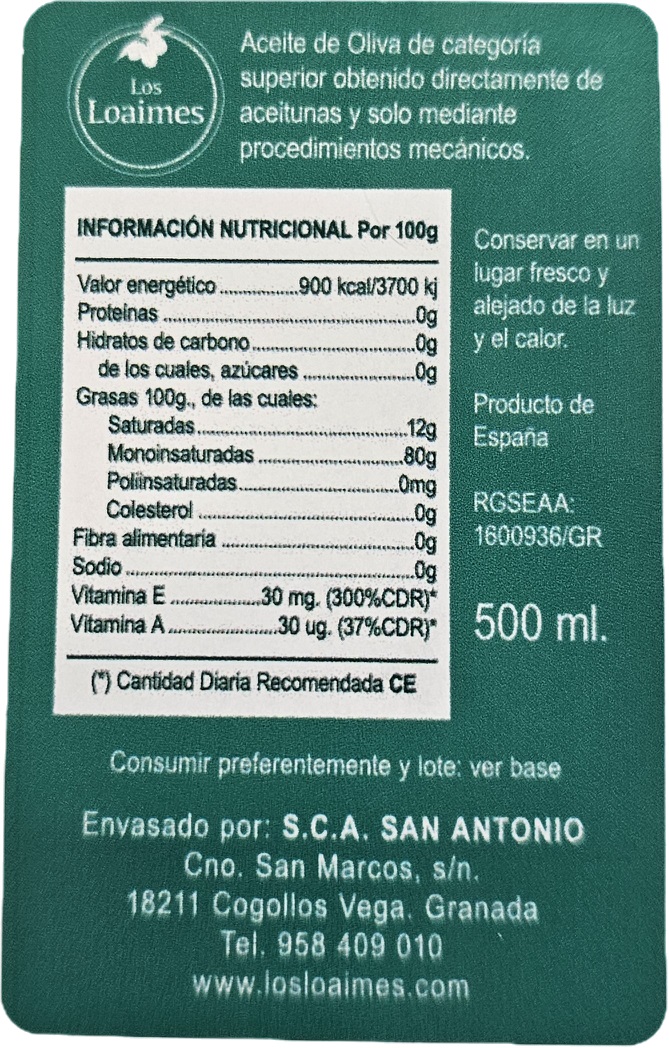 Los
Loaimes
Aceite de Oliva de categoría
superior obtenido directamente de
aceitunas y solo mediante
procedimientos mecánicos.
INFORMACIÓN NUTRICIONAL Por 100g
Valor energético ................900 kcal/3700 kj
Proteínas ................0g
Hidratos de carbono................0g
de los cuales, azúcares ................0g
Grasas 100g., de las cuales:
Saturadas................12g
Monoinsaturadas ................80g
Poliinsaturadas................0mg
Colesterol ................0g
Fibra alimentaria ................0g
Sodio ................0g
Vitamina E ................30 mg. (300%CDR)*
Vitamina A................30 ug. (37%CDR)*
(*) Cantidad Diaria Recomendada CE
Conservar en un
lugar fresco y
alejado de la luz
y el calor.
Producto de
España
RGSEAA:
1600936/GR
500 ml.
Consumir preferentemente y lote: ver base
Envasado por: S.C.A. SAN ANTONIO
Cno. San Marcos, s/n.
18211 Cogollos Vega. Granada
Tel. 958 409 010
www.losloaimes.com